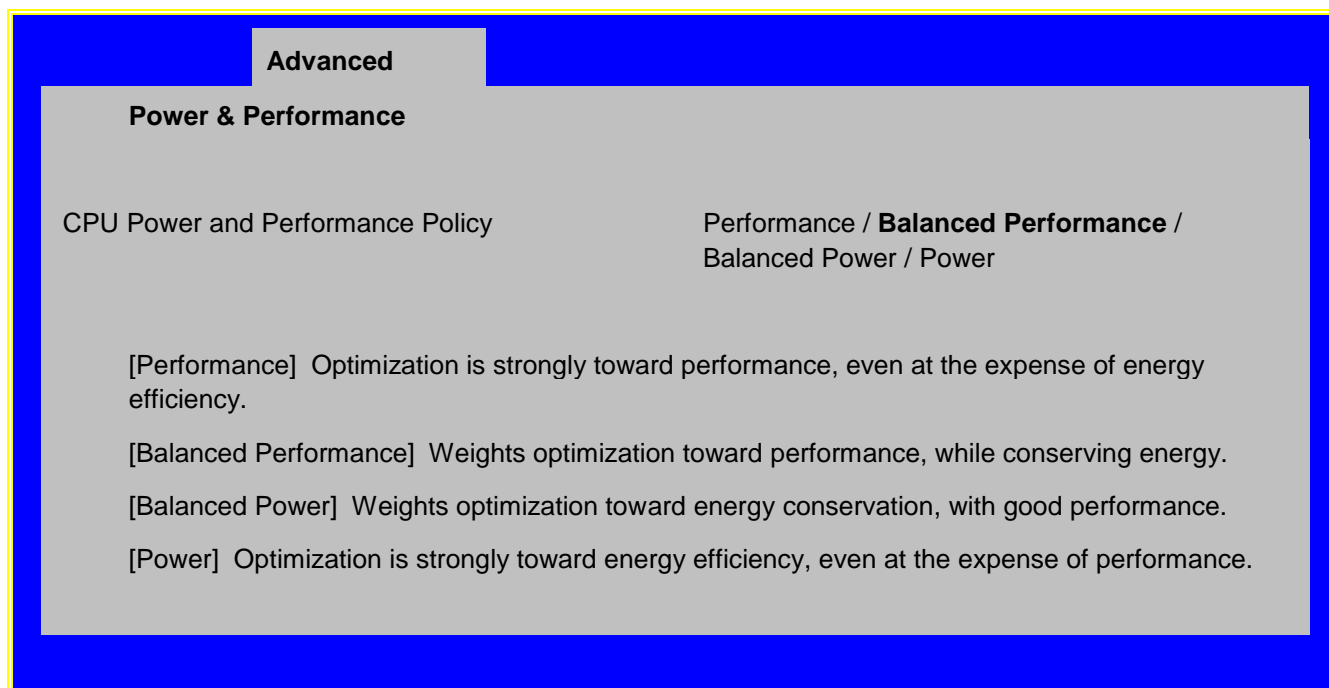 Advanced
Power & Performance
CPU Power and Performance Policy Performance / Balanced Performance /
Balanced Power / Power
[Performance] Optimization is strongly toward performance, even at the expense of energy
efficiency.
[Balanced Performance] Weights optimization toward performance, while conserving energy.
[Balanced Power] Weights optimization toward energy conservation, with good performance.
[Power] Optimization is strongly toward energy efficiency, even at the expense of performance.